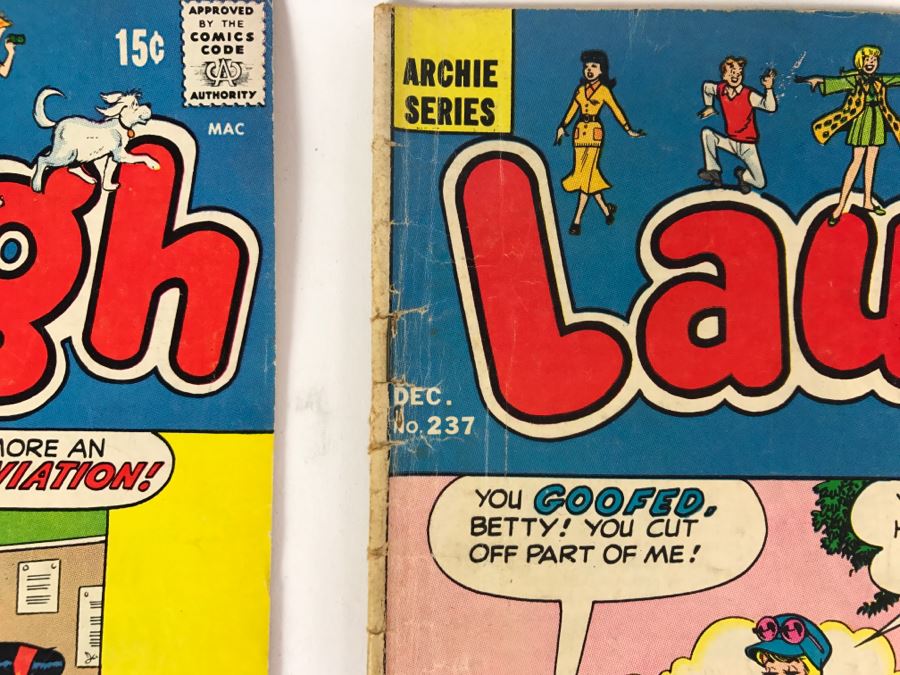 15¢
APPROVED
BY THE
COMICS
CODE
CA
AUTHORITY
MAC
gh
MORE AN
VIATION!
ARCHIE
SERIES
Lau
DEC.
No. 237
YOU GOOFED,
BETTY! YOU CUT
OFF PART OF ME!